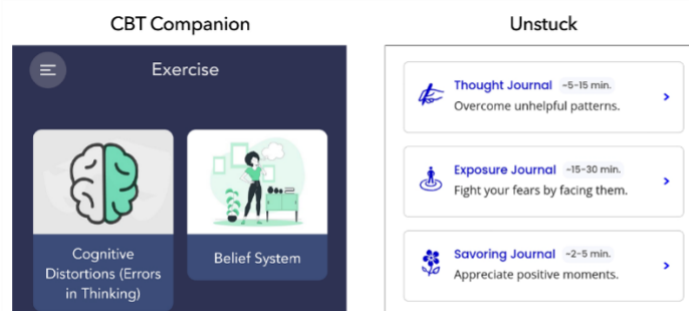 CBT Companion
Exercise
Cognitive
Distortions (Errors
in Thinking)
Belief System
Unstuck
Thought Journal ~5-15 min.
Overcome unhelpful patterns.
Exposure Journal ~15-30 min.
Fight your fears by facing them.
Savoring Journal ~2-5 min.
Appreciate positive moments.